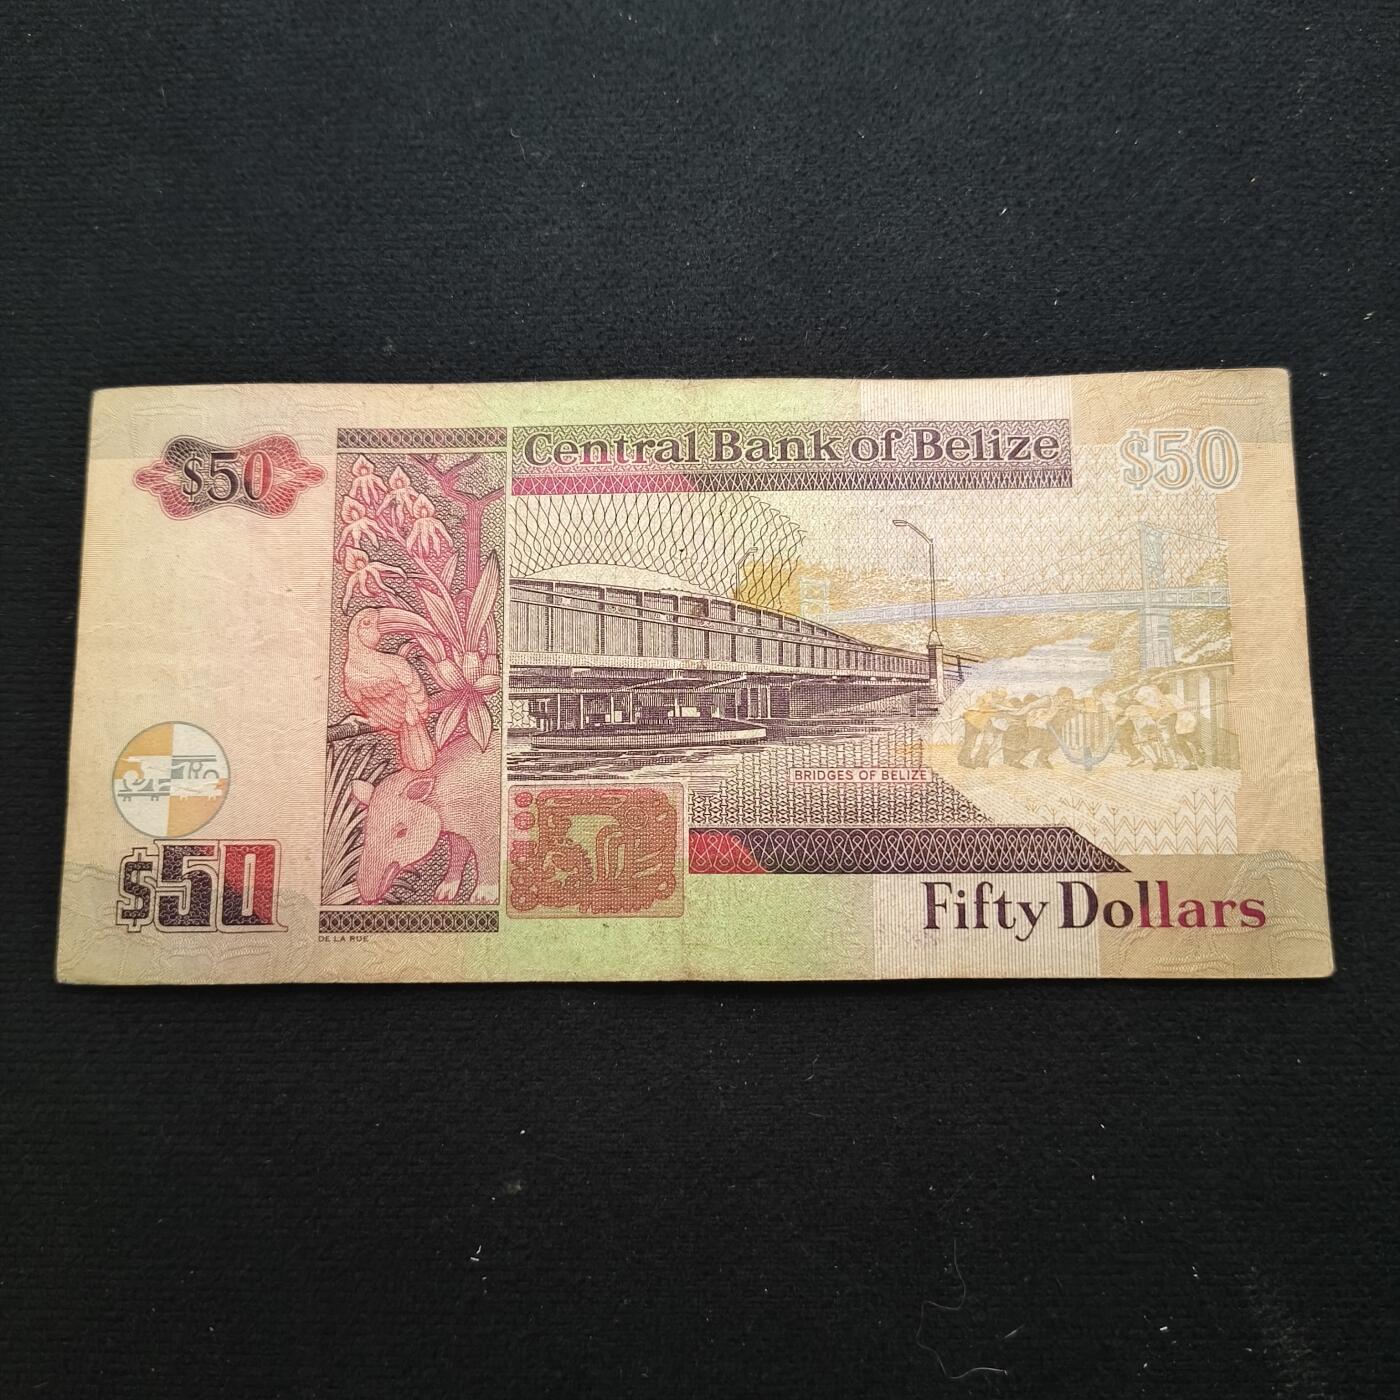 $50
Central Bank of Belize
$50
BRIDGES OF BELIZE
$50
Fifty Dollars
DE LA RUE